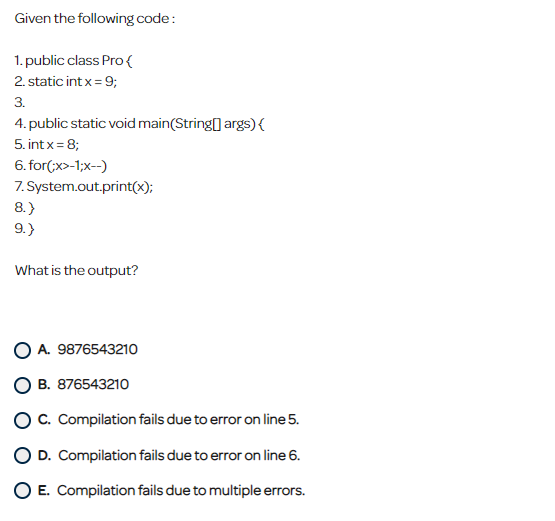 Given the following code :
1. public class Pro {
2. static int x = 9;
3.
4. public static void main(String[] args) {
5. int x = 8;
6. for(;x>-1;x--)
7. System.out.print(x);
8. }
9. }
What is the output?
A. 9876543210
B. 876543210
C. Compilation fails due to error on line 5.
D. Compilation fails due to error on line 6.
E. Compilation fails due to multiple errors.